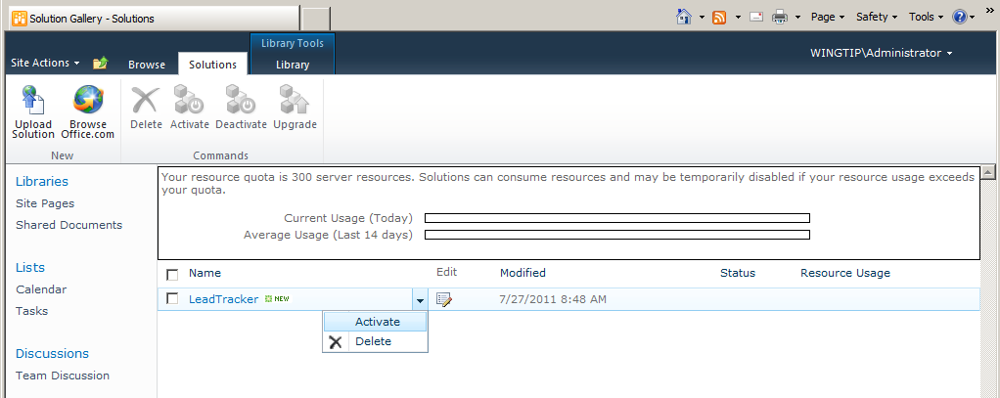 Solution Gallery - Solutions
Page Safety Tools »
Library Tools
Site Actions Browse Solutions Library
WINGTIP\Administrator
Upload Solution
Browse Office.com
Delete Activate Deactivate Upgrade
New Commands
Libraries
Site Pages
Shared Documents
Lists
Calendar
Tasks
Discussions
Team Discussion
Your resource quota is 300 server resources. Solutions can consume resources and may be temporarily disabled if your resource usage exceeds
your quota.
Current Usage (Today)
Average Usage (Last 14 days)
Name Edit Modified Status Resource Usage
LeadTracker NEW 7/27/2011 8:48 AM
Activate
Delete